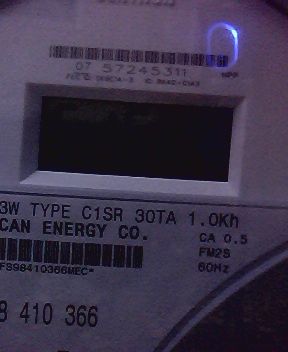 07 57245311
3W TYPE C1SR 30TA 1.0Kh
CAN ENERGY CO.
CA 0.5
FM2S
60Hz
FS98410366MEC*
8 410 366